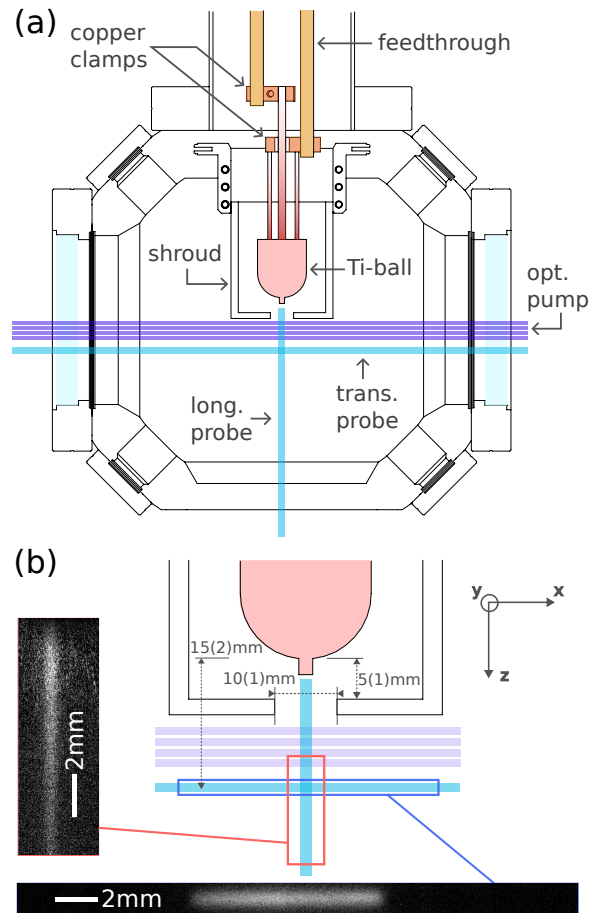 (a)
copper
clamps
feedthrough
shroud
Ti-ball
opt.
pump
long.
probe
trans.
probe
(b)
y
x
z
15(2)mm
10(1)mm
5(1)mm
2mm
2mm